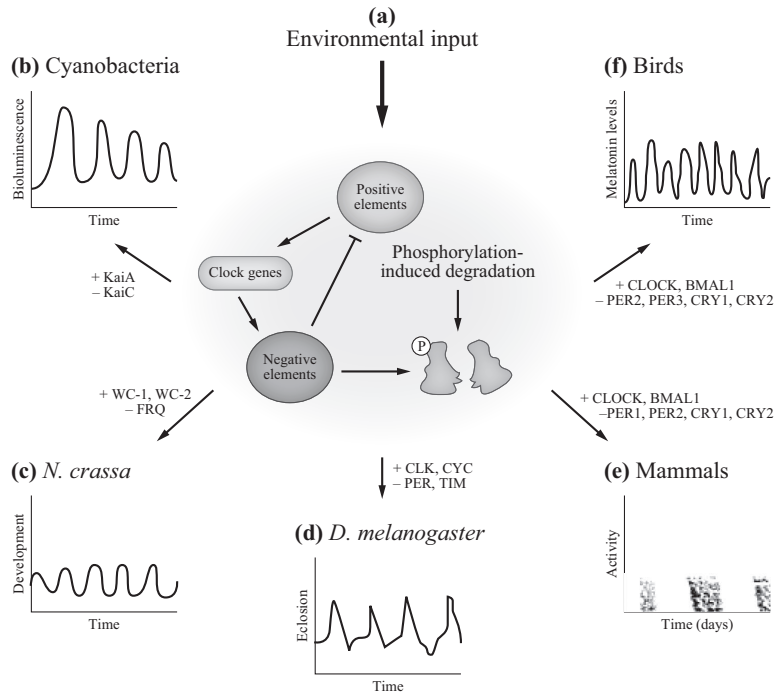 (a)
Environmental input
(b) Cyanobacteria
Bioluminescence
Time
+ KaiA
– KaiC
(f) Birds
Melatonin levels
Time
+ CLOCK, BMAL1
– PER2, PER3, CRY1, CRY2
Positive
elements
Clock genes
Phosphorylation-
induced degradation
P
Negative
elements
+ WC-1, WC-2
– FRQ
(c) N. crassa
Development
Time
+ CLK, CYC
– PER, TIM
(d) D. melanogaster
Eclosion
Time
+ CLOCK, BMAL1
–PER1, PER2, CRY1, CRY2
(e) Mammals
Activity
Time (days)